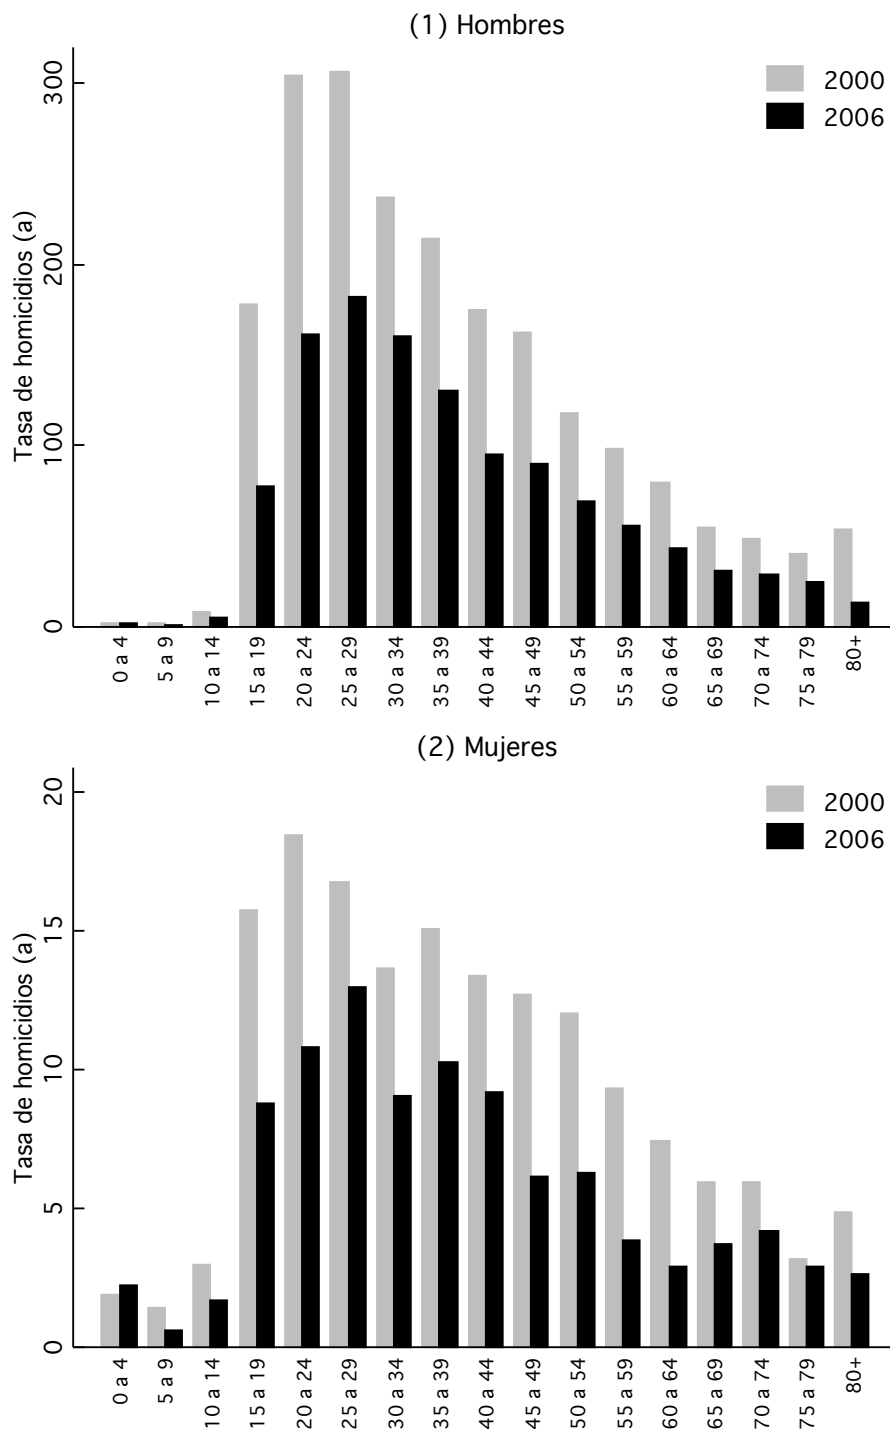 (1) Hombres
2000
2006
Tasa de homicidios (a)
300
200
100
0
0 a 4
5 a 9
10 a 14
15 a 19
20 a 24
25 a 29
30 a 34
35 a 39
40 a 44
45 a 49
50 a 54
55 a 59
60 a 64
65 a 69
70 a 74
75 a 79
80+
(2) Mujeres
2000
2006
Tasa de homicidios (a)
20
15
10
5
0
0 a 4
5 a 9
10 a 14
15 a 19
20 a 24
25 a 29
30 a 34
35 a 39
40 a 44
45 a 49
50 a 54
55 a 59
60 a 64
65 a 69
70 a 74
75 a 79
80+